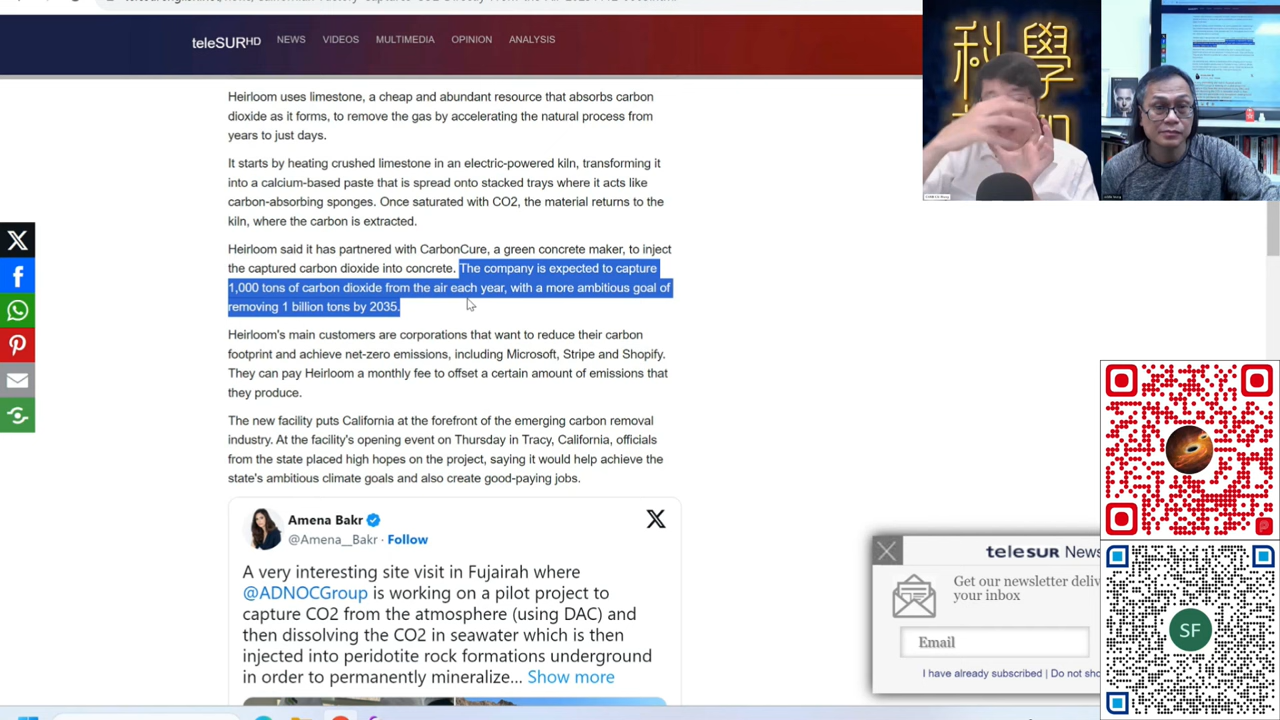 teleSURHD
NEWS
VIDEOS
MULTIMEDIA
OPINION
ANALYSIS
Heirloom uses limestone, cheap and abundant material that absorbs carbon
dioxide as it forms, to remove the gas by accelerating the natural process from
years to just days.
It starts by heating crushed limestone in an electric-powered kiln, transforming it
into a calcium-based paste that is spread onto stacked trays where it acts like
carbon-absorbing sponges. Once saturated with CO2, the material returns to the
kiln, where the carbon is extracted.
Heirloom said it has partnered with CarbonCure, a green concrete maker, to inject
the captured carbon dioxide into concrete. The company is expected to capture
1,000 tons of carbon dioxide from the air each year, with a more ambitious goal of
removing 1 billion tons by 2035.
Heirloom's main customers are corporations that want to reduce their carbon
footprint and achieve net-zero emissions, including Microsoft, Stripe and Shopify.
They can pay Heirloom a monthly fee to offset a certain amount of emissions that
they produce.
The new facility puts California at the forefront of the emerging carbon removal
industry. At the facility's opening event on Thursday in Tracy, California, officials
from the state placed high hopes on the project, saying it would help achieve the
state's ambitious climate goals and also create good-paying jobs.
Amena Bakr
@Amena__Bakr · Follow
A very interesting site visit in Fujairah where
@ADNOCGroup is working on a pilot project to
capture CO2 from the atmosphere (using DAC) and
then dissolving the CO2 in seawater which is then
injected into peridotite rock formations underground
in order to permanently mineralize... Show more
科學
子
teleSUR News
Get our newsletter deliv
your inbox
Email
I have already subscribed | Do not sho
SF